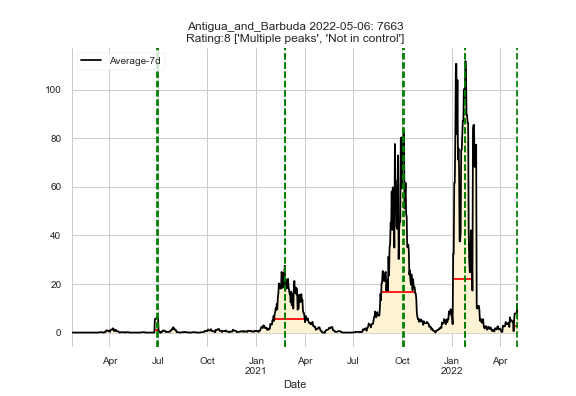 Antigua_and_Barbuda 2022-05-06: 7663
Rating:8 ['Multiple peaks', 'Not in control']
Average-7d
100
80
60
40
20
0
Apr Jul Oct Jan Apr Jul Oct Jan Apr
2021 2022
Date